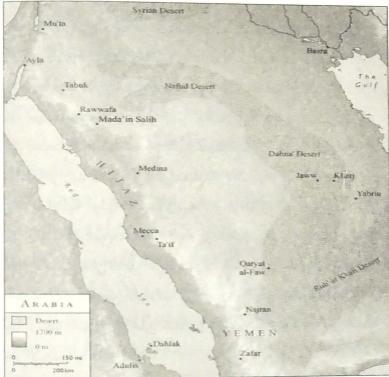 Syrian Desert
Mu'ta
Basra
Ayla
The
Gulf
Tabuk
Nafud Desert
Rawwafa
Mada'in Salih
Dahna' Desert
HIJAZ
Medina
Jaww
Kharj
Yabrin
Red
Mecca
Ta'if
Qaryat
al-Faw
Rub' al-Khali Desert
Sea
ARABIA
Desert
Najran
YEMEN
0 m
0
150 mi
Dahlak
0
200 km
Adulis
Zafar